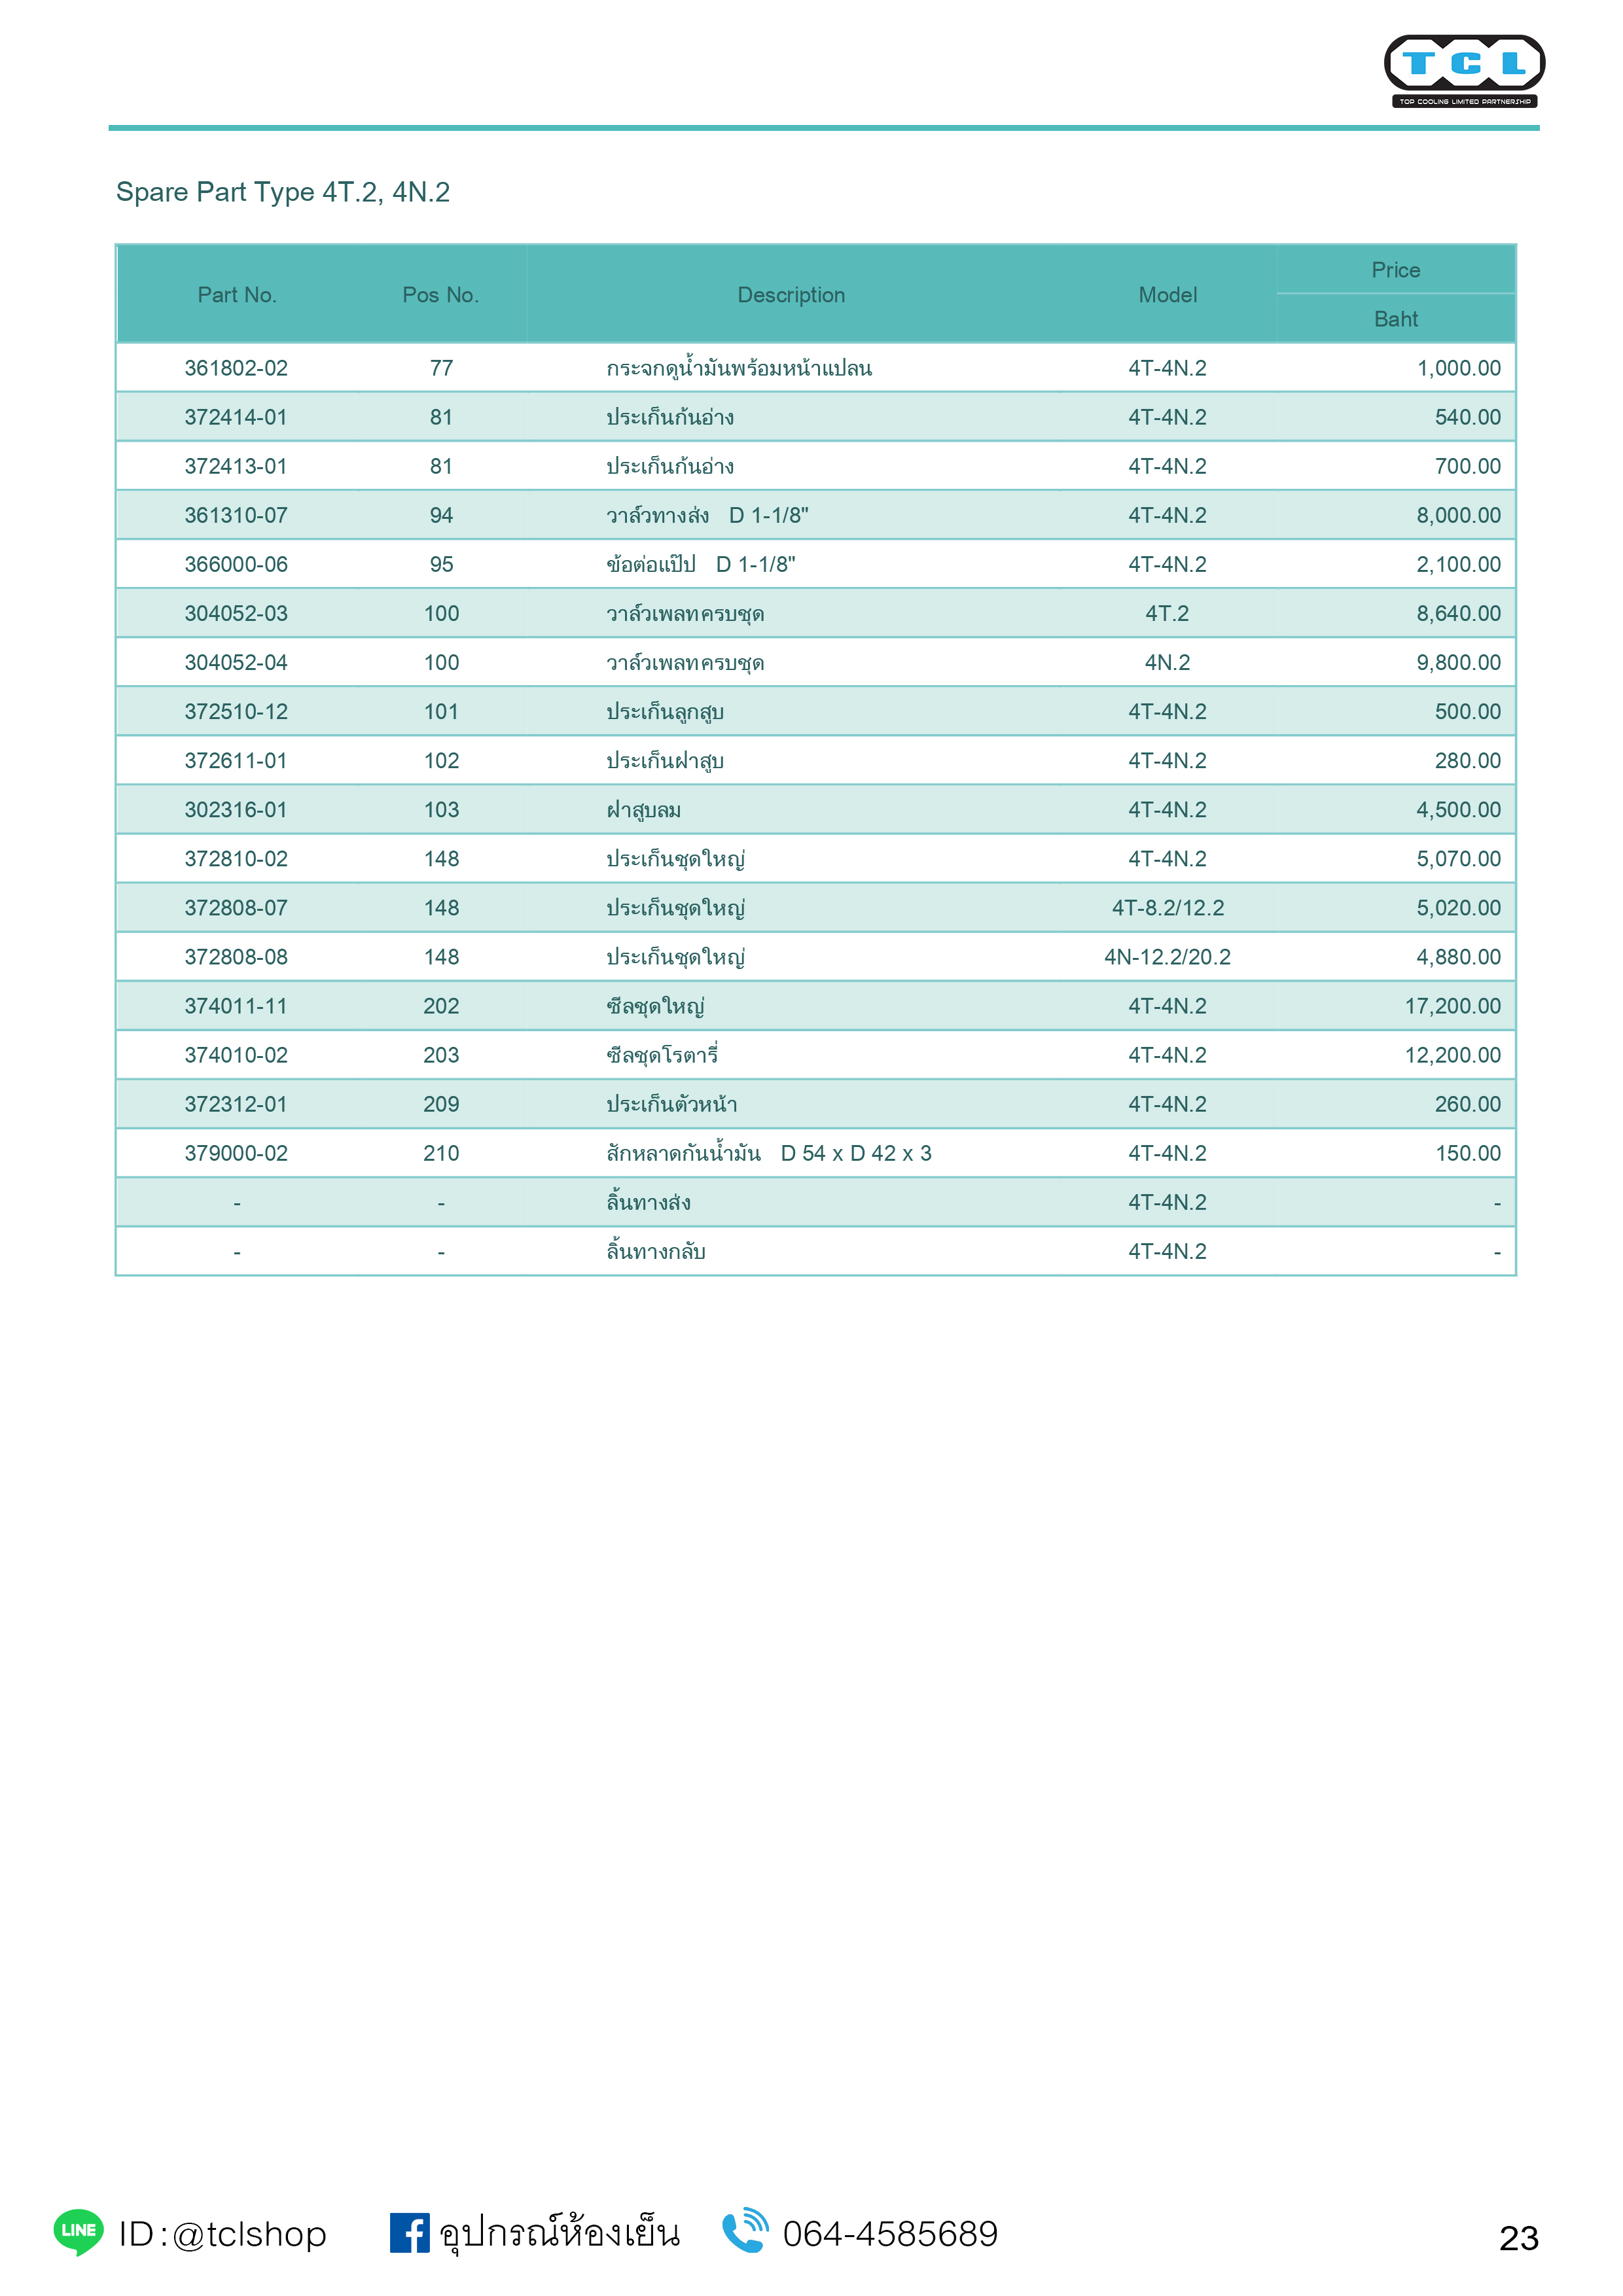 TCL
TOP COOLING LIMITED PARTNERSHIP
Spare Part Type 4T.2, 4N.2
Part No. Pos No. Description Model Price
Baht
361802-02 77 กระจกดูน้ำมันพร้อมหน้าแปลน 4T-4N.2 1,000.00
372414-01 81 ประเก็นก้นอ่าง 4T-4N.2 540.00
372413-01 81 ประเก็นก้นอ่าง 4T-4N.2 700.00
361310-07 94 วาล์วทางส่ง D 1-1/8" 4T-4N.2 8,000.00
366000-06 95 ข้อต่อแป๊ป D 1-1/8" 4T-4N.2 2,100.00
304052-03 100 วาล์วเพลทครบชุด 4T.2 8,640.00
304052-04 100 วาล์วเพลทครบชุด 4N.2 9,800.00
372510-12 101 ประเก็นลูกสูบ 4T-4N.2 500.00
372611-01 102 ประเก็นฝาสูบ 4T-4N.2 280.00
302316-01 103 ฝาสูบลม 4T-4N.2 4,500.00
372810-02 148 ประเก็นชุดใหญ่ 4T-4N.2 5,070.00
372808-07 148 ประเก็นชุดใหญ่ 4T-8.2/12.2 5,020.00
372808-08 148 ประเก็นชุดใหญ่ 4N-12.2/20.2 4,880.00
374011-11 202 ซีลชุดใหญ่ 4T-4N.2 17,200.00
374010-02 203 ซีลชุดโรตารี่ 4T-4N.2 12,200.00
372312-01 209 ประเก็นตัวหน้า 4T-4N.2 260.00
379000-02 210 สักหลาดกันน้ำมัน D 54 x D 42 x 3 4T-4N.2 150.00
- - ลิ้นทางส่ง 4T-4N.2 -
- - ลิ้นทางกลับ 4T-4N.2 -
LINE ID : @tclshop f อุปกรณ์ห้องเย็น 064-4585689 23